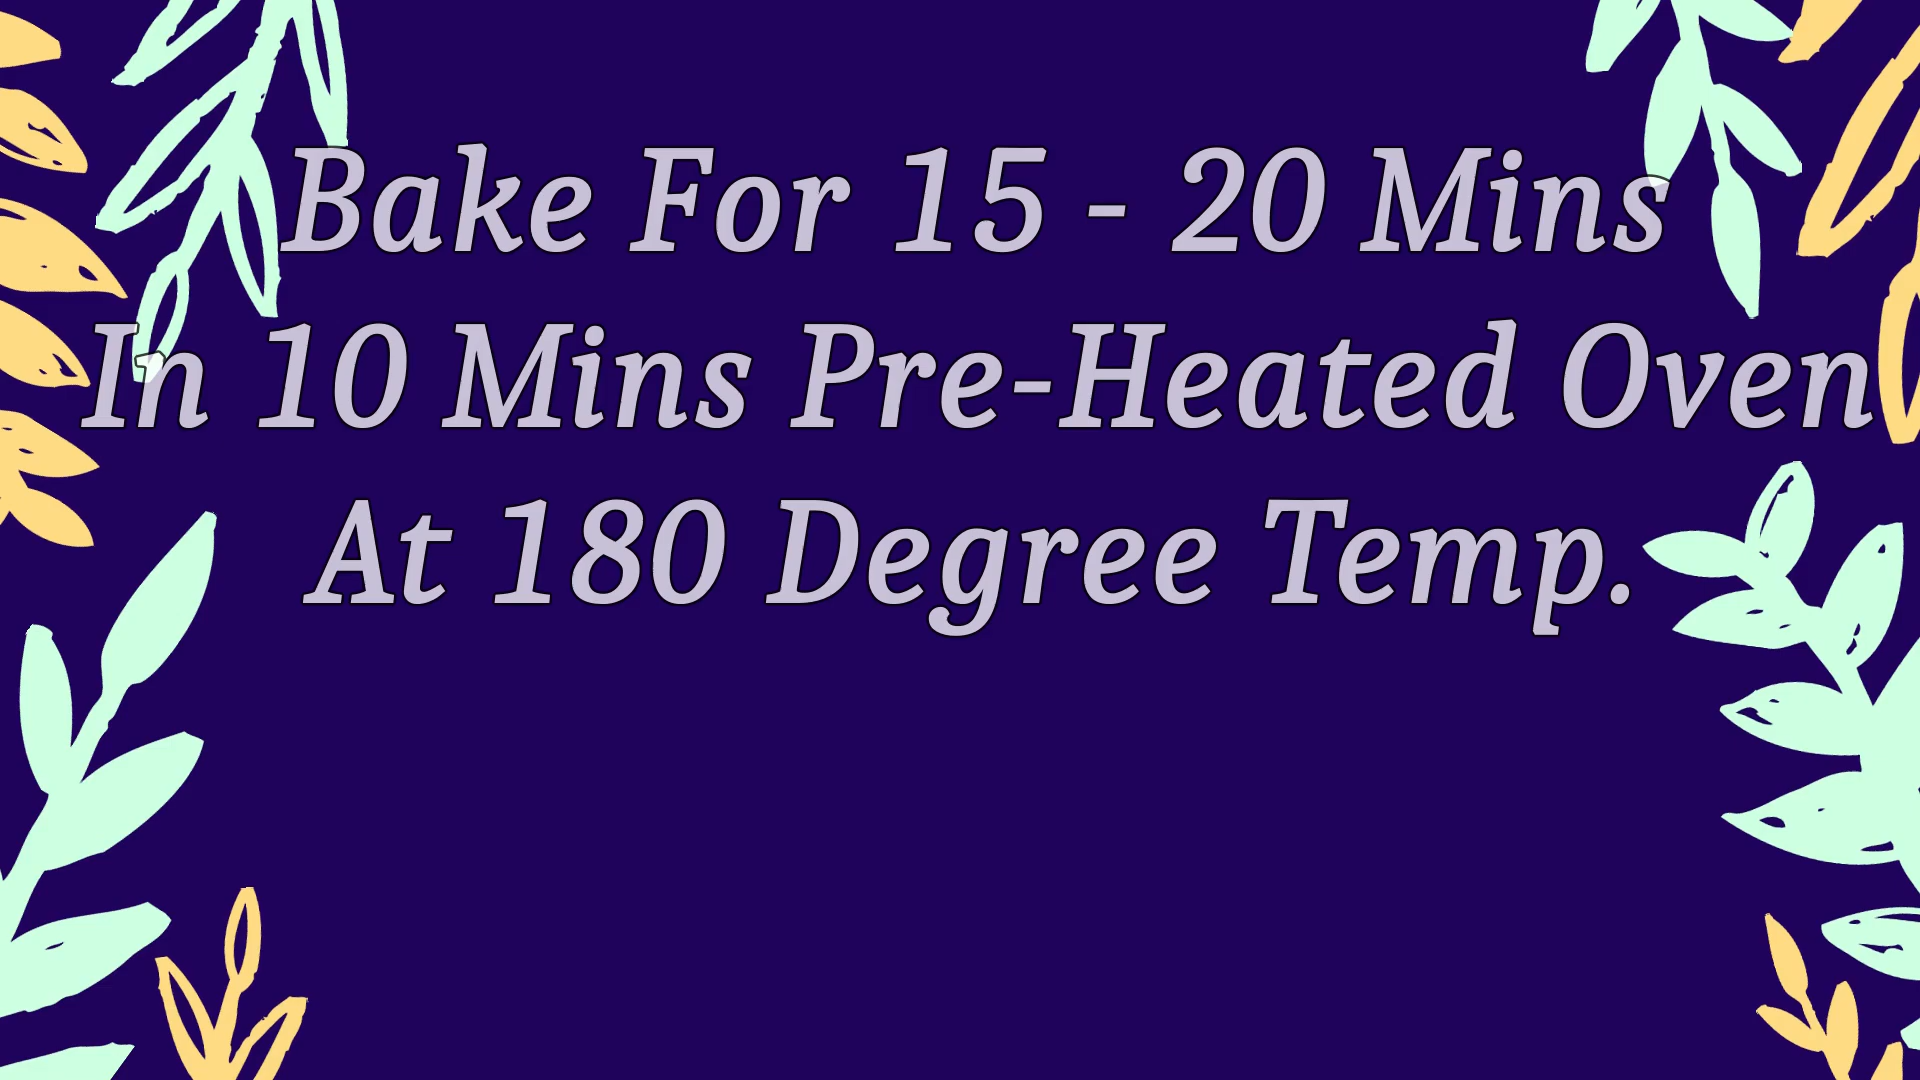 Bake For 15 - 20 Mins
In 10 Mins Pre-Heated Oven
At 180 Degree Temp.